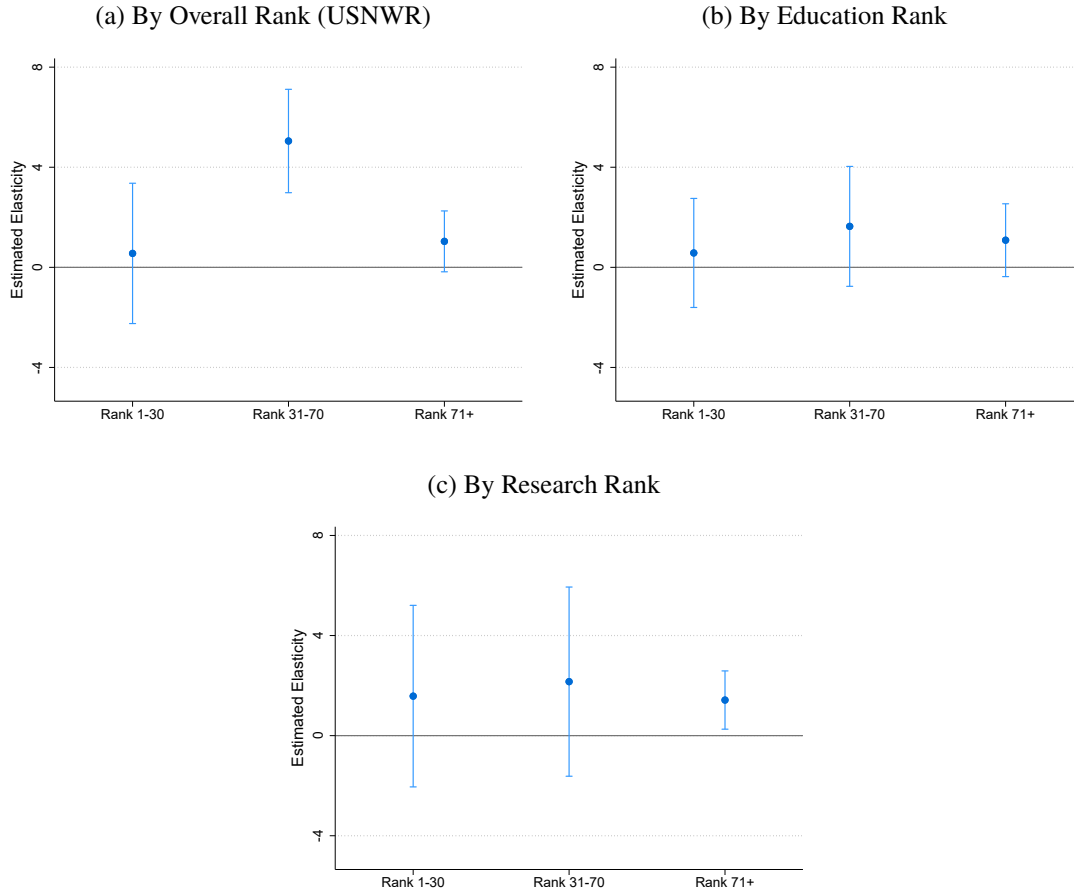 (a) By Overall Rank (USNWR)
Estimated Elasticity
8
4
0
-4
Rank 1-30
Rank 31-70
Rank 71+
(b) By Education Rank
Estimated Elasticity
8
4
0
-4
Rank 1-30
Rank 31-70
Rank 71+
(c) By Research Rank
Estimated Elasticity
8
4
0
-4
Rank 1-30
Rank 31-70
Rank 71+